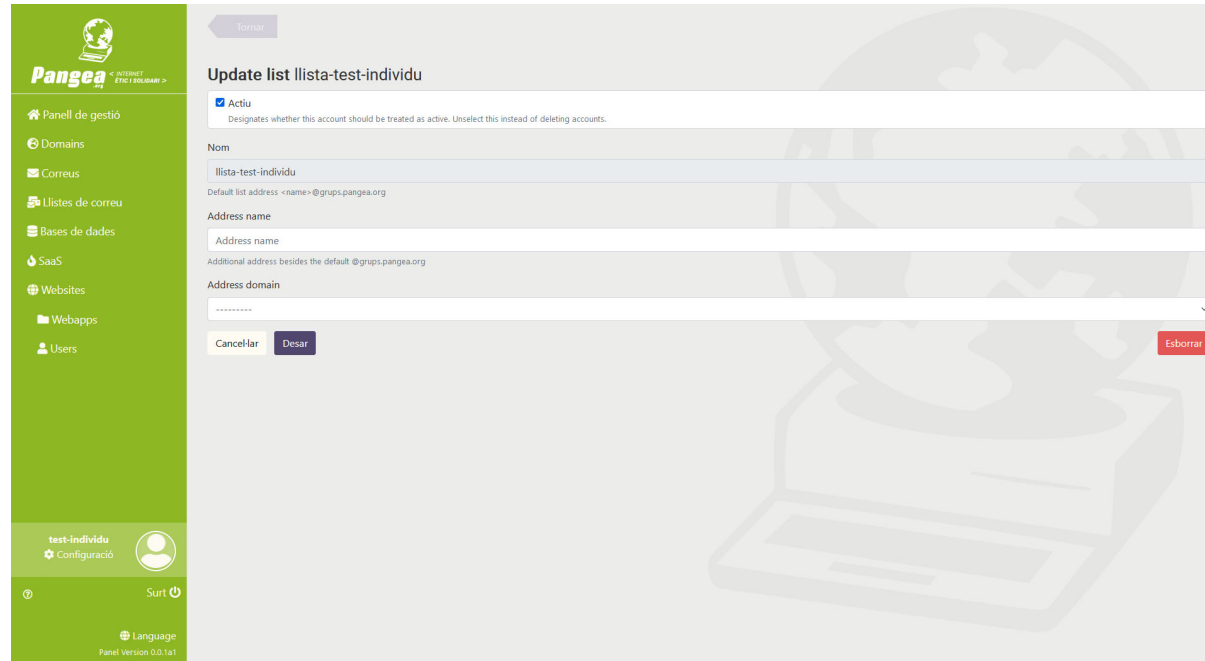 Pangea
.org
< INTERNET
ÈTIC I SOLIDARI >
Panell de gestió
Domains
Correus
Llistes de correu
Bases de dades
SaaS
Websites
Webapps
Users
test-individu
Configuració
Surt
Language
Panel Version 0.0.1a1
Tornar
Update list llista-test-individu
Actiu
Designates whether this account should be treated as active. Unselect this instead of deleting accounts.
Nom
llista-test-individu
Default list address <name>@grups.pangea.org
Address name
Address name
Additional address besides the default @grups.pangea.org
Address domain
---------
Cancel·lar
Desar
Esborrar